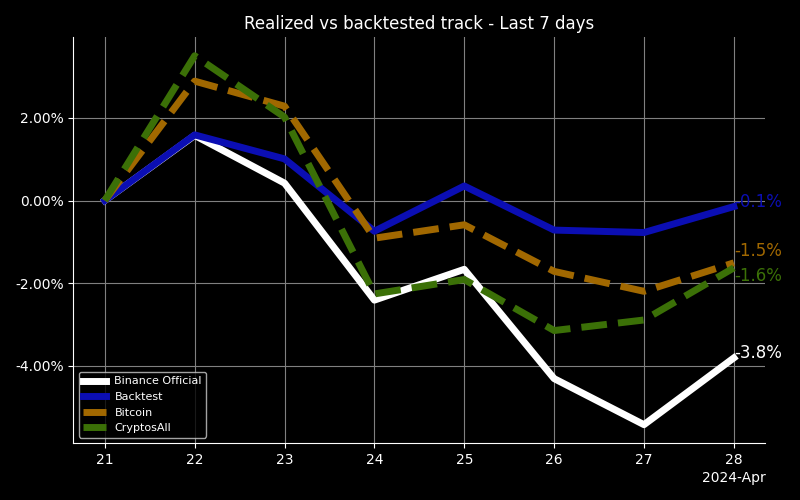 Realized vs backtested track - Last 7 days
2.00%
0.00%
-2.00%
-4.00%
-0.1%
-1.5%
-1.6%
-3.8%
Binance Official
Backtest
Bitcoin
CryptosAll
21 22 23 24 25 26 27 28
2024-Apr